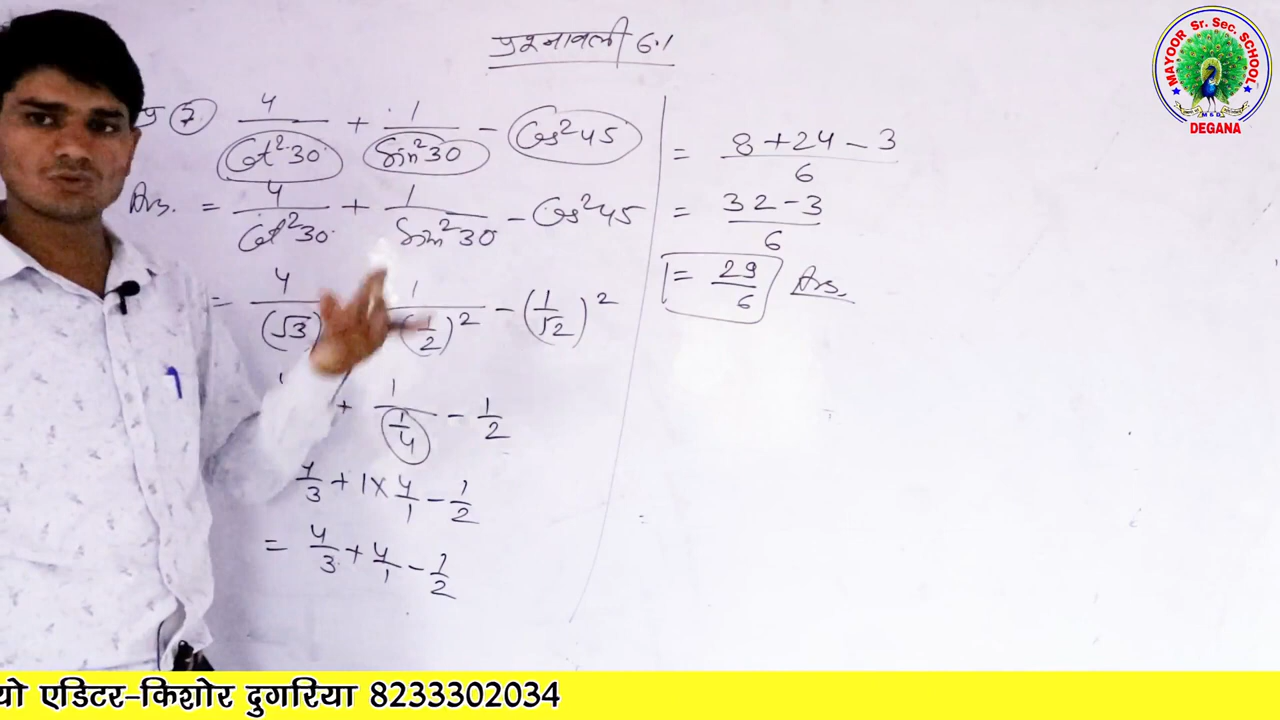 प्रश्नावली 6.1
प्र ⑦ 4/Cot²30 + 1/Sin²30 - Cos²45
Ans. = 4/Cot²30 + 1/Sin²30 - Cos²45
= 4/(√3) 1/(1/2)² - (1/√2)²
+ 1/(1/4) - 1/2
4/3 + 1×4/1 - 1/2
= 4/3 + 4/1 - 1/2
= 8+24-3/6
= 32-3/6
= 29/6 Ans.
MAYOOR Sr. Sec. SCHOOL
DEGANA
यो एडिटर-किशोर दुगरिया 8233302034